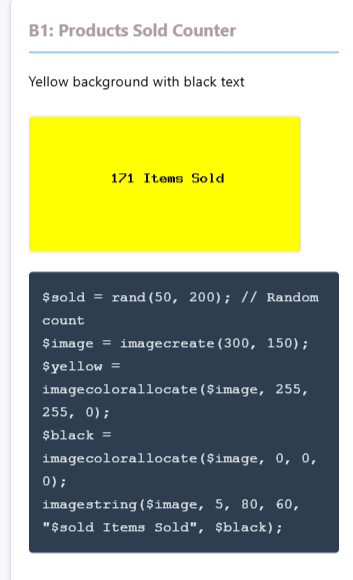 B1: Products Sold Counter
Yellow background with black text
171 Items Sold
$sold = rand(50, 200); // Random
count
$image = imagecreate(300, 150);
$yellow =
imagecolorallocate($image, 255,
255, 0);
$black =
imagecolorallocate($image, 0, 0,
0);
imagestring($image, 5, 80, 60,
"$sold Items Sold", $black);